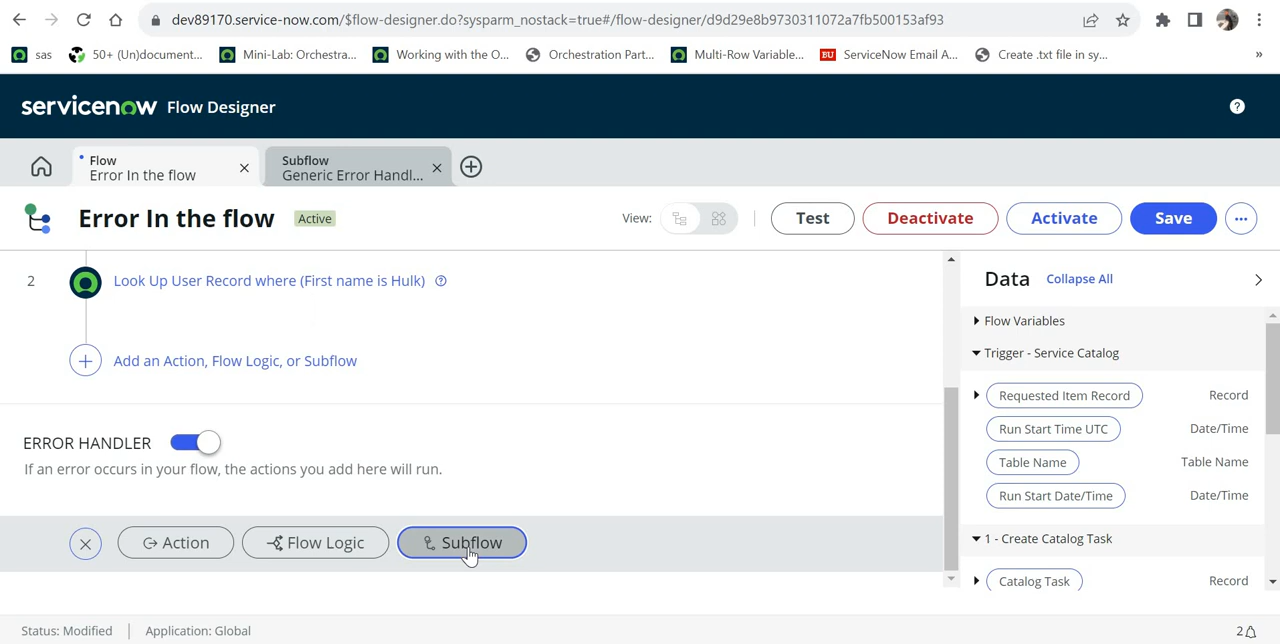 dev89170.service-now.com/$flow-designer.do?sysparm_nostack=true#/flow-designer/d9d29e8b9730311072a7fb500153af93
sas
50+ (Un)document...
Mini-Lab: Orchestra...
Working with the O...
Orchestration Part...
Multi-Row Variable...
BU
ServiceNow Email A...
Create .txt file in sy...
»
servicenow Flow Designer
Flow
Error In the flow
Subflow
Generic Error Handl...
Error In the flow
Active
View:
Test
Deactivate
Activate
Save
2
Look Up User Record where (First name is Hulk)
Add an Action, Flow Logic, or Subflow
ERROR HANDLER
If an error occurs in your flow, the actions you add here will run.
Action
Flow Logic
Subflow
Data
Collapse All
Flow Variables
Trigger - Service Catalog
Requested Item Record Record
Run Start Time UTC Date/Time
Table Name Table Name
Run Start Date/Time Date/Time
1 - Create Catalog Task
Catalog Task Record
Status: Modified
Application: Global
2